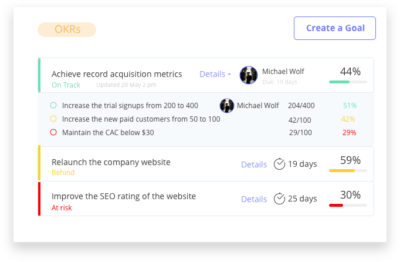 OKRs
Create a Goal
Achieve record acquisition metrics Details Michael Wolf 44%
On Track Updated 20 May 2 pm Due: 19 days
Increase the trial signups from 200 to 400 Michael Wolf 204/400 51%
Increase the new paid customers from 50 to 100 42/100 42%
Maintain the CAC below $30 29/100 29%
Relaunch the company website Details 19 days 59%
Behind
Improve the SEO rating of the website Details 25 days 30%
At risk